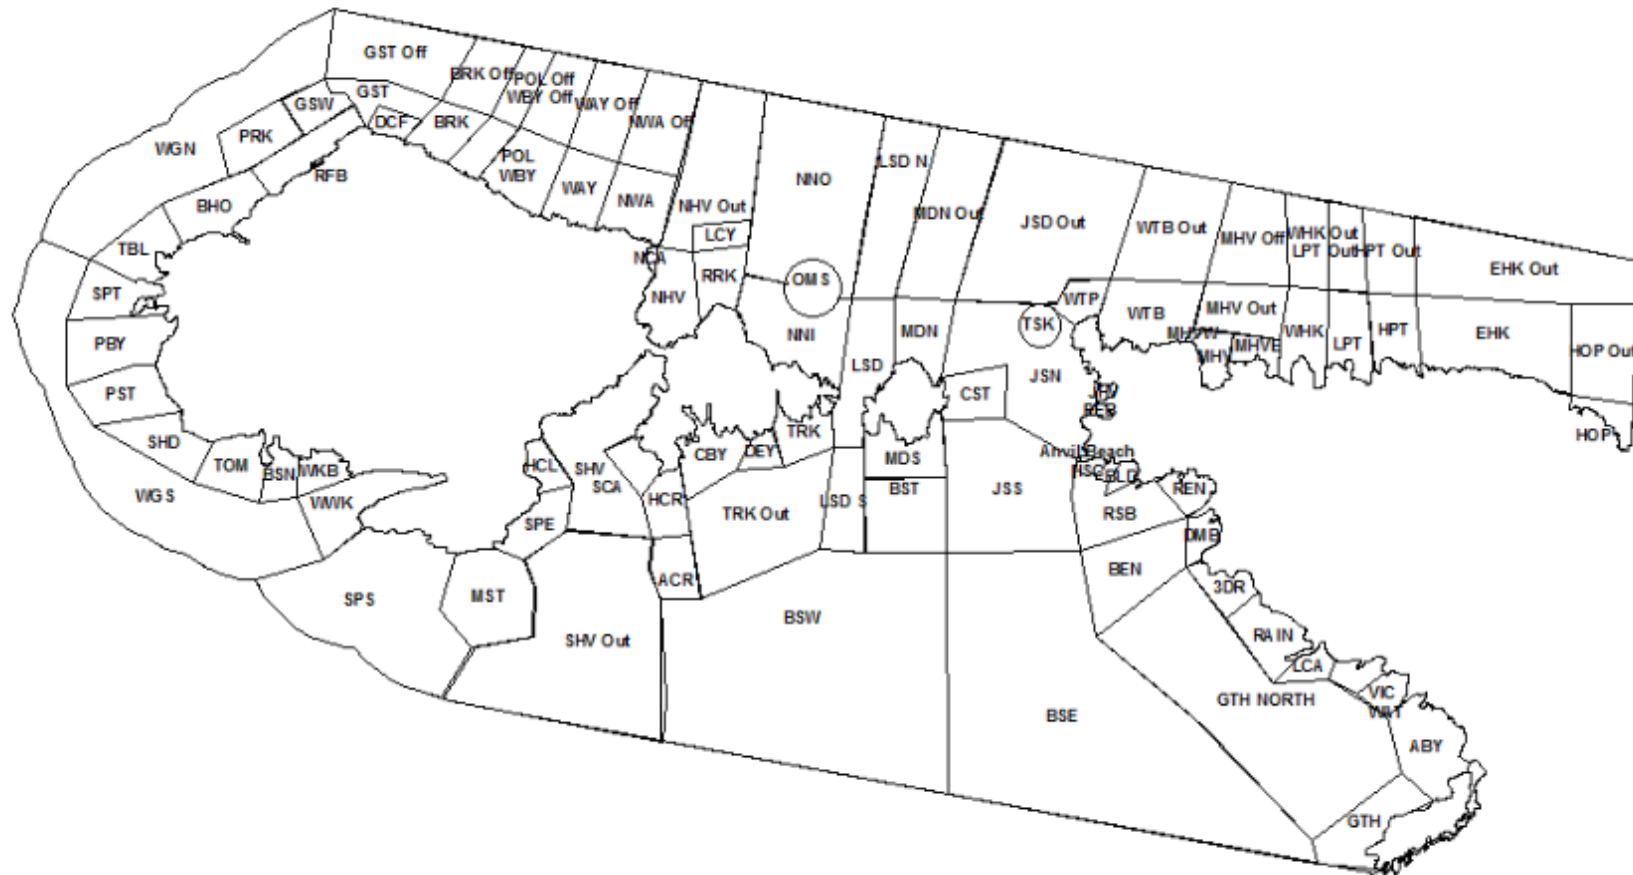 GST Off
BRK Off
POL Off
WBY Off
WAY Off
NWA Off
GST
GSW
DCF
BRK
PRK
WGN
RFB
POL
WBY
WAY
NWA
NNO
LSD N
MDN Out
JSD Out
WTB Out
MHV Off
WHK Out
LPT
Out
HPT Out
EHK Out
BHO
TBL
NHV Out
LCY
NCA
RRK
OMS
NHV
SPT
WTP
TSK
WTB
MHV Out
MHVW
MHV
MHVE
WHK
LPT
HPT
EHK
HOP Out
HOP
PBY
NNI
MDN
LSD
JSN
CST
PST
JHV
SHD
TRK
CBY
DEY
MDS
Anvil Beach
TOM
BSN
WKB
HCL
SHV
SCA
HCR
BST
JSS
REN
WGS
WWK
SPE
TRK Out
LSD S
RSB
DMB
ACR
BEN
3DR
SPS
MST
SHV Out
BSW
RAIN
LCA
GTH NORTH
VIC
BSE
ABY
GTH